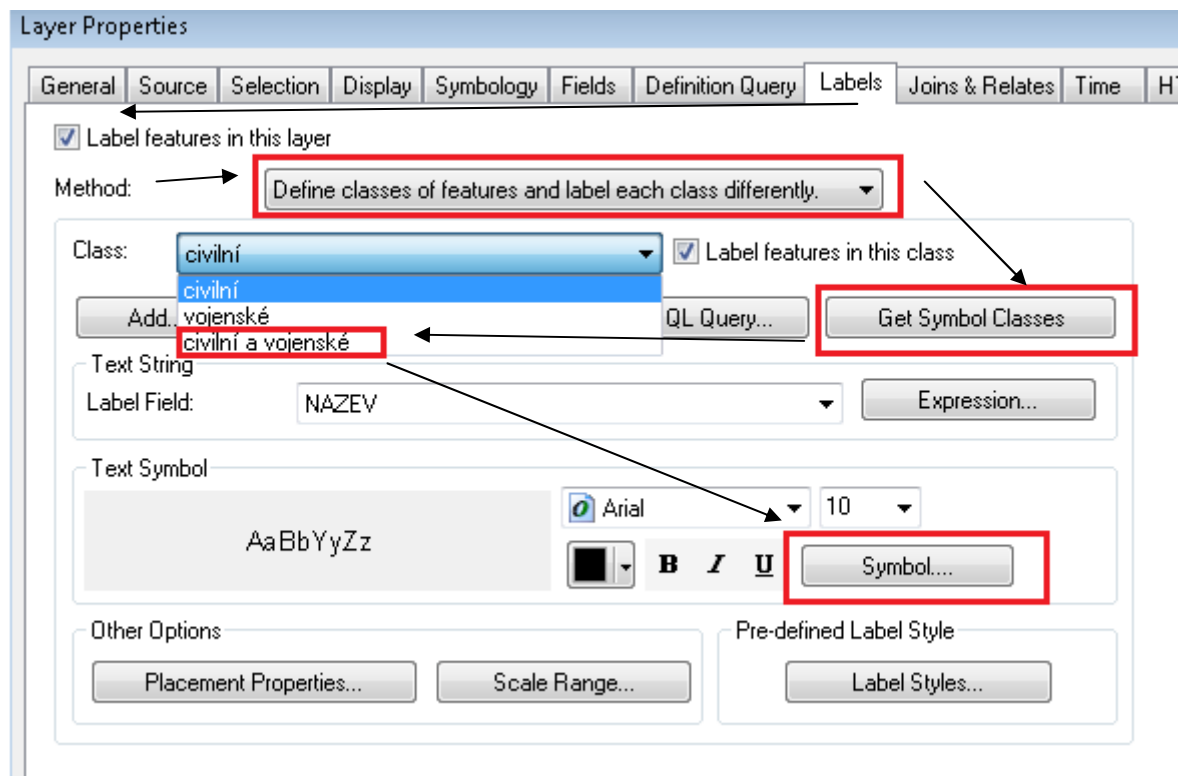 Layer Properties
General Source Selection Display Symbology Fields Definition Query Labels Joins & Relates Time
Label features in this layer
Method: Define classes of features and label each class differently.
Class: civilní Label features in this class
civilní
vojenské
civilní a vojenské
Add.. QL Query... Get Symbol Classes
Text String
Label Field: NAZEV Expression...
Text Symbol
AaBbYyZz
Arial 10
B I U Symbol....
Other Options Pre-defined Label Style
Placement Properties... Scale Range... Label Styles...